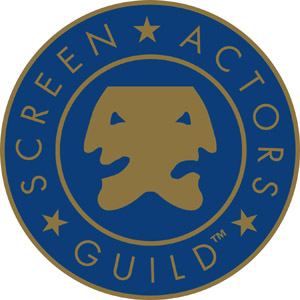 SCREEN ★ ACTORS ★ GUILD™ ★